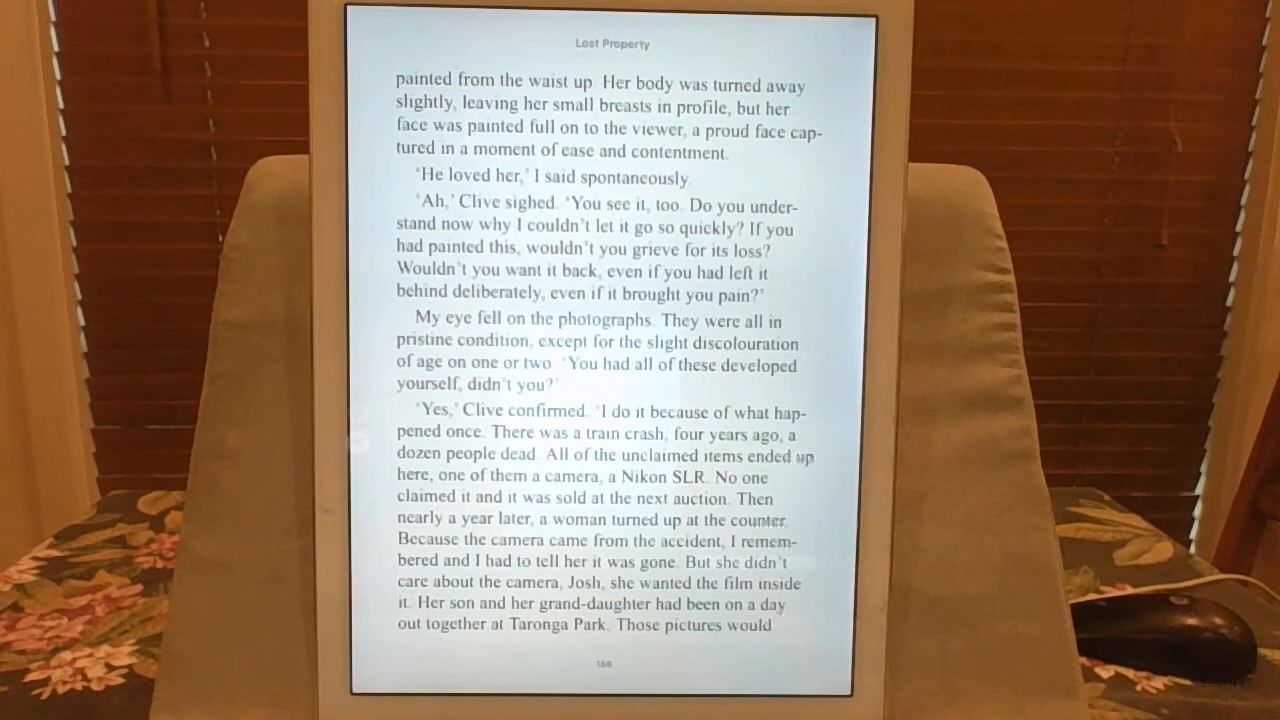 Lost Property
painted from the waist up. Her body was turned away
slightly, leaving her small breasts in profile, but her
face was painted full on to the viewer, a proud face cap-
tured in a moment of ease and contentment.
‘He loved her,’ I said spontaneously.
‘Ah,’ Clive sighed. ‘You see it, too. Do you under-
stand now why I couldn’t let it go so quickly? If you
had painted this, wouldn’t you grieve for its loss?
Wouldn’t you want it back, even if you had left it
behind deliberately, even if it brought you pain?’
My eye fell on the photographs. They were all in
pristine condition, except for the slight discolouration
of age on one or two. ‘You had all of these developed
yourself, didn’t you?’
‘Yes,’ Clive confirmed. ‘I do it because of what hap-
pened once. There was a train crash, four years ago, a
dozen people dead. All of the unclaimed items ended up
here, one of them a camera, a Nikon SLR. No one
claimed it and it was sold at the next auction. Then
nearly a year later, a woman turned up at the counter.
Because the camera came from the accident, I remem-
bered and I had to tell her it was gone. But she didn’t
care about the camera, Josh, she wanted the film inside
it. Her son and her grand-daughter had been on a day
out together at Taronga Park. Those pictures would